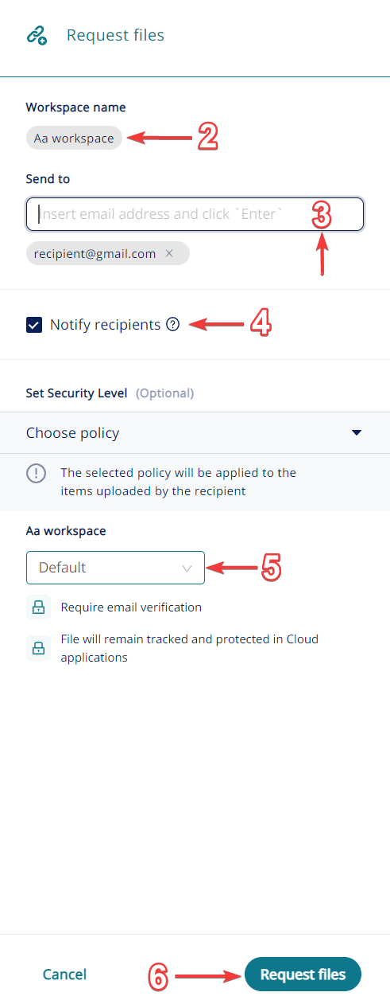 Request files
Workspace name
Aa workspace 2
Send to
Insert email address and click `Enter` 3
recipient@gmail.com ×
Notify recipients ? 4
Set Security Level (Optional)
Choose policy
! The selected policy will be applied to the
items uploaded by the recipient
Aa workspace
Default 5
Require email verification
File will remain tracked and protected in Cloud
applications
Cancel 6 Request files